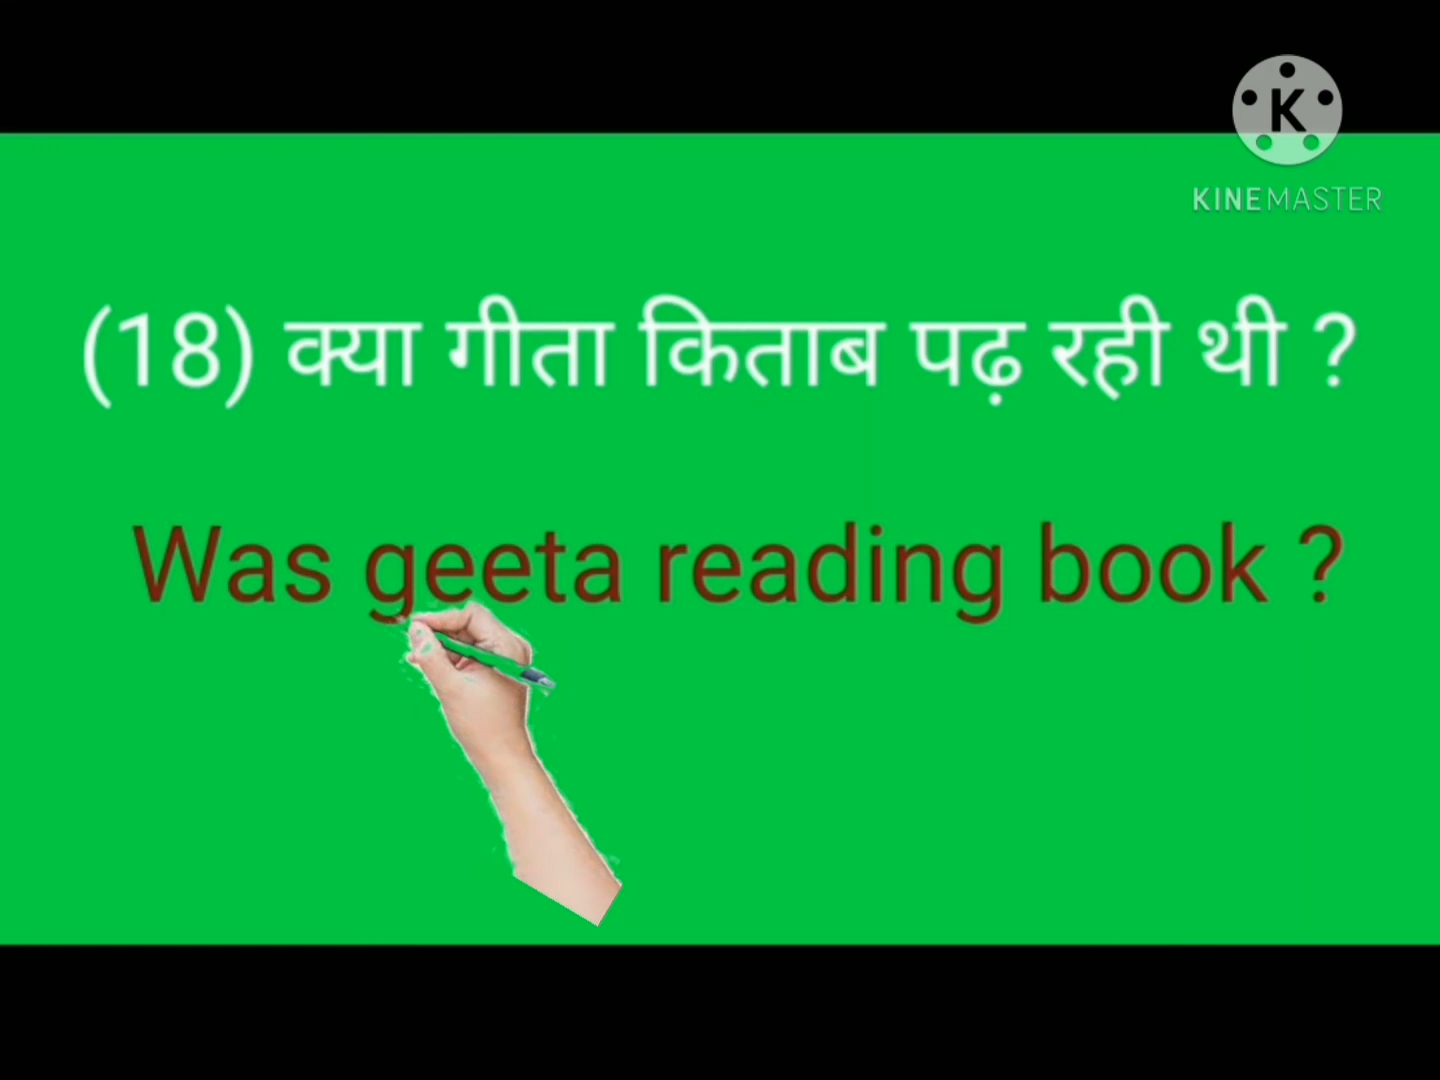 K
KINEMASTER
(18) क्या गीता किताब पढ़ रही थी ?
Was geeta reading book ?